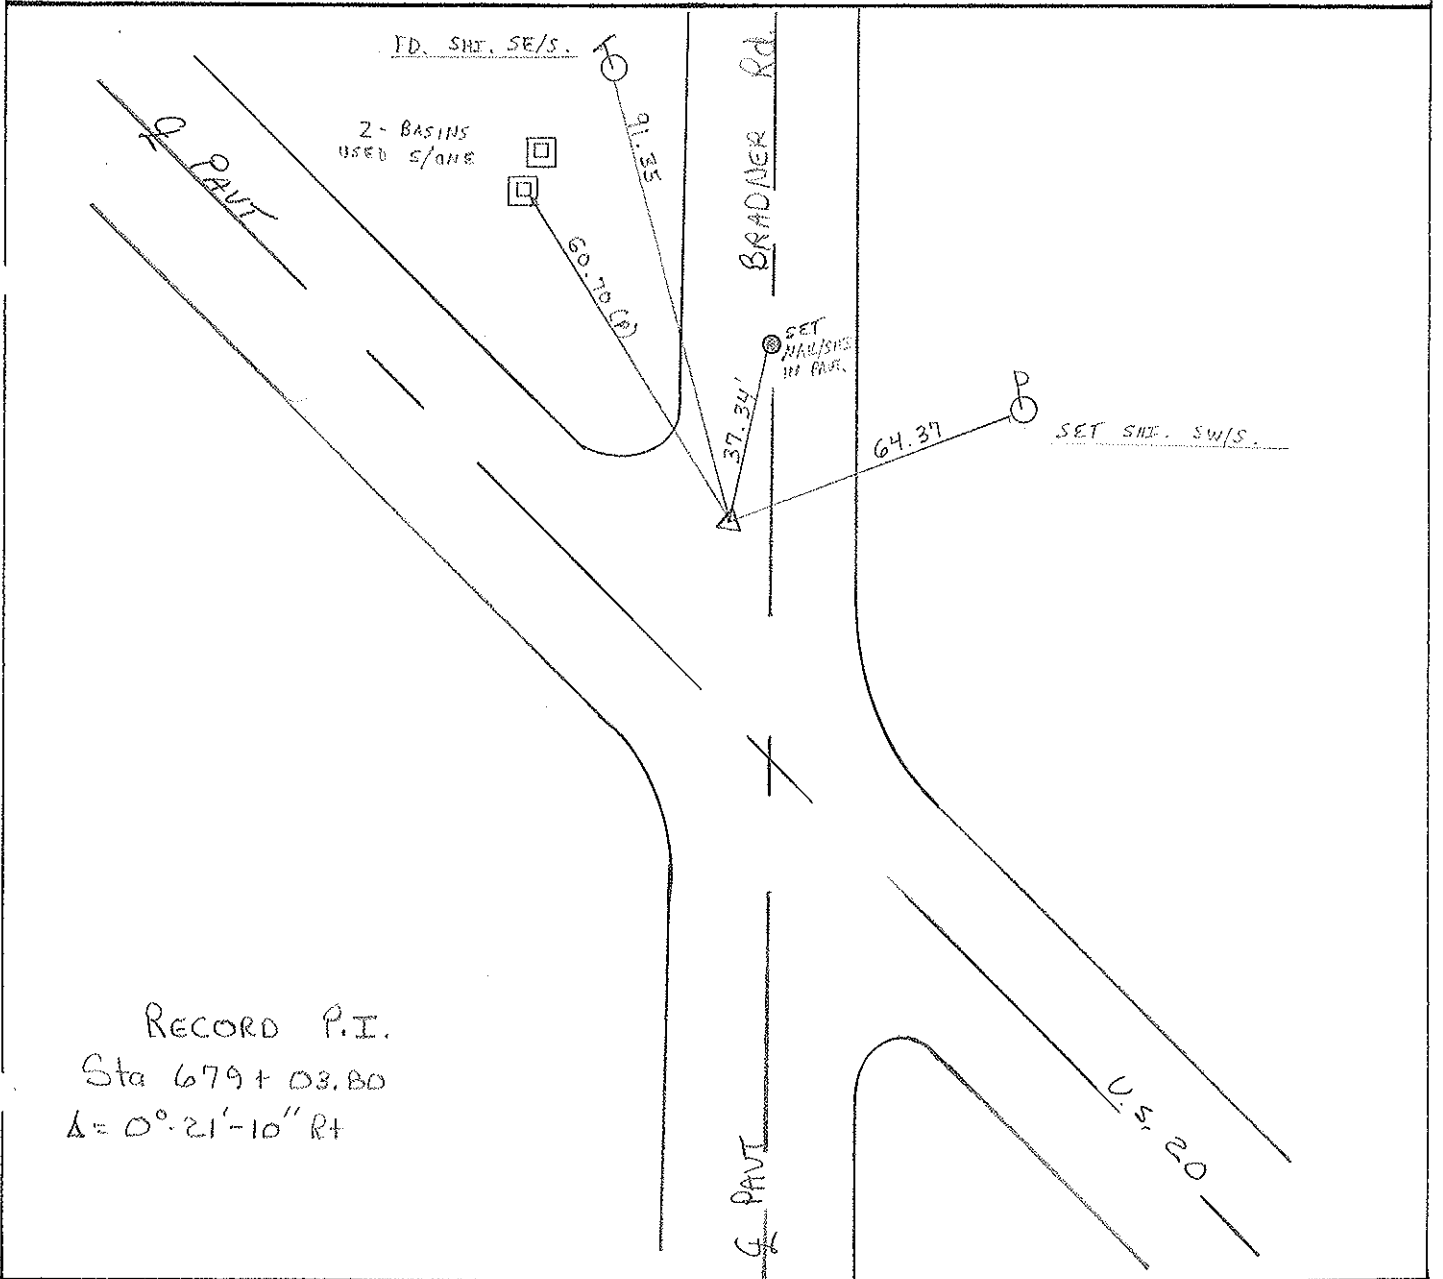 FD. SHI. SE/S.
T
2 - BASINS
USED S/ONE
91.35
BRADNER Rd.
℄ PAVT
60.70 (P)
SET
NAIL/SHI
IN PAVT.
37.34'
P
64.37
SET SHI. SW/S.
RECORD P.I.
Sta 679+03.80
Δ= 0°-21'-10" Rt
U.S. 20
℄ PAVT